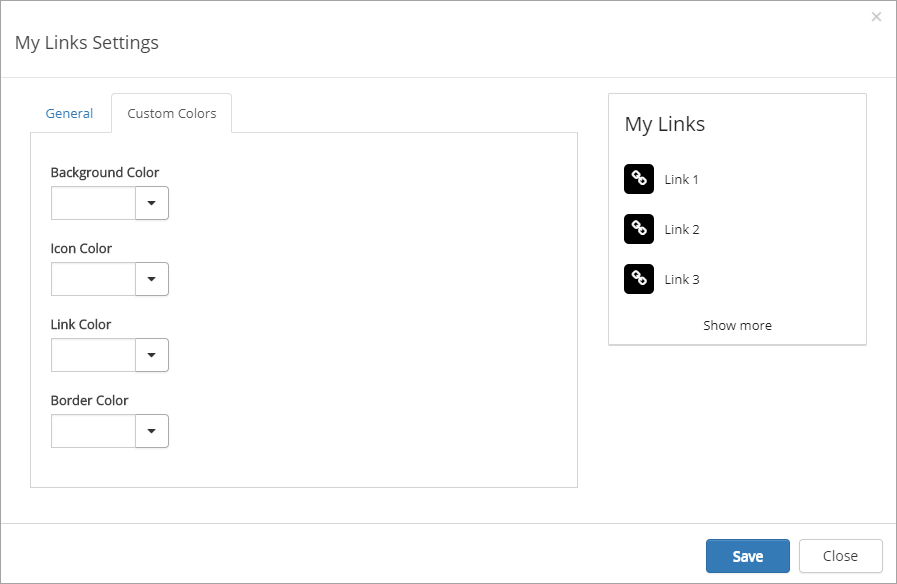 My Links Settings
General
Custom Colors
Background Color
Icon Color
Link Color
Border Color
My Links
Link 1
Link 2
Link 3
Show more
Save
Close